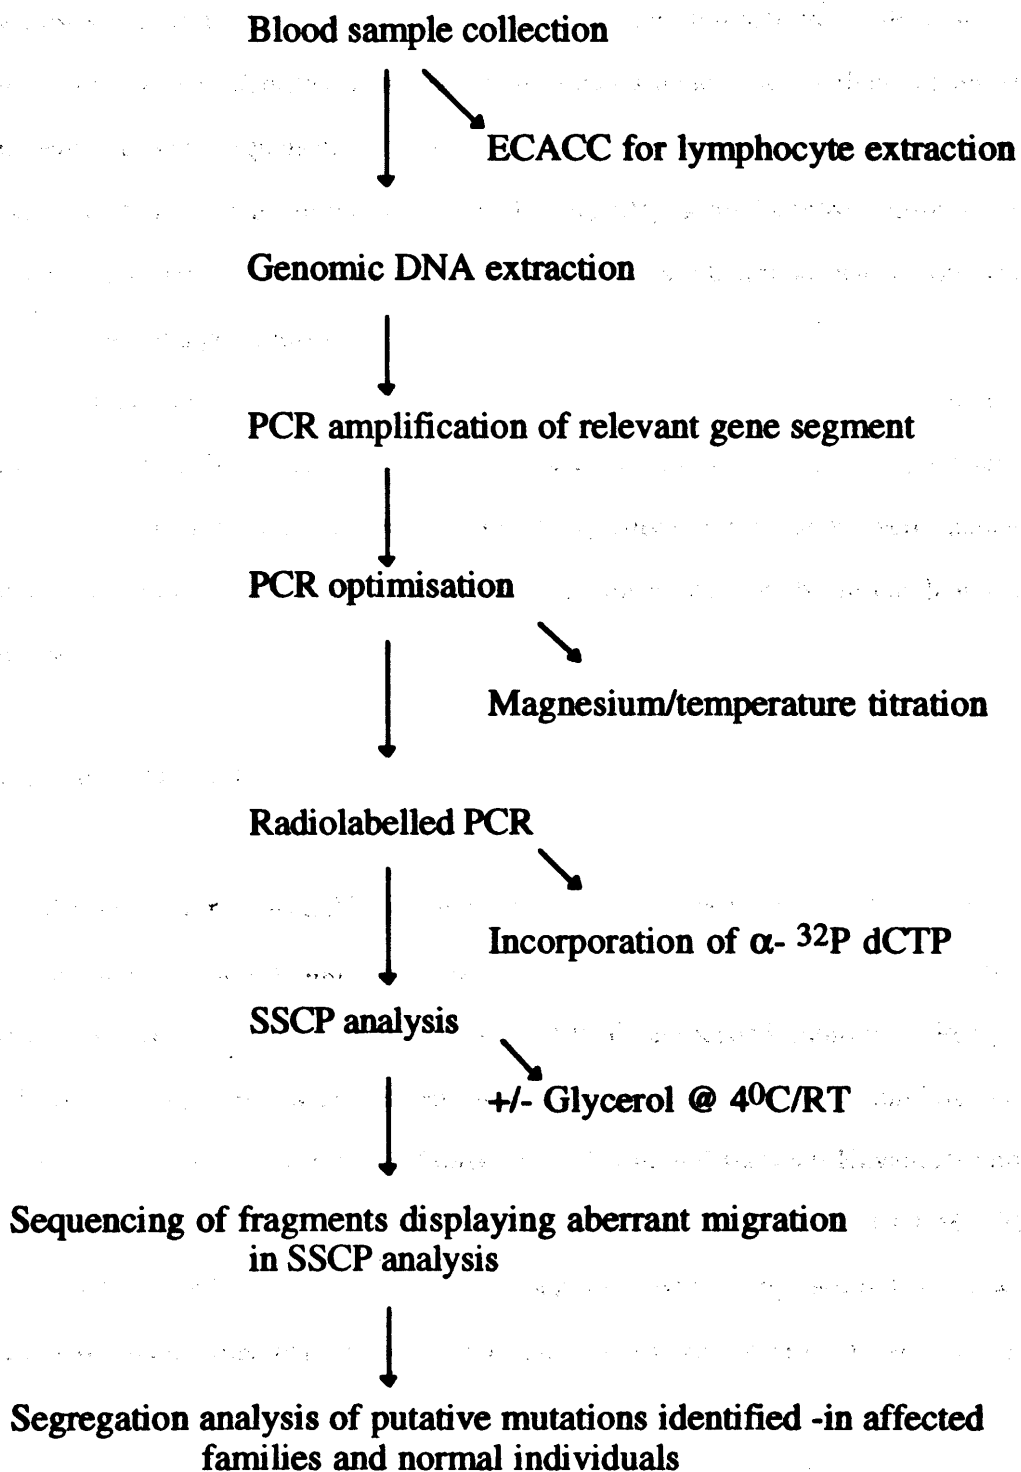 Blood sample collection
ECACC for lymphocyte extraction
Genomic DNA extraction
PCR amplification of relevant gene segment
PCR optimisation
Magnesium/temperature titration
Radiolabelled PCR
Incorporation of α- ³²P dCTP
SSCP analysis
+/- Glycerol @ 4⁰C/RT
Sequencing of fragments displaying aberrant migration
in SSCP analysis
Segregation analysis of putative mutations identified -in affected
families and normal individuals